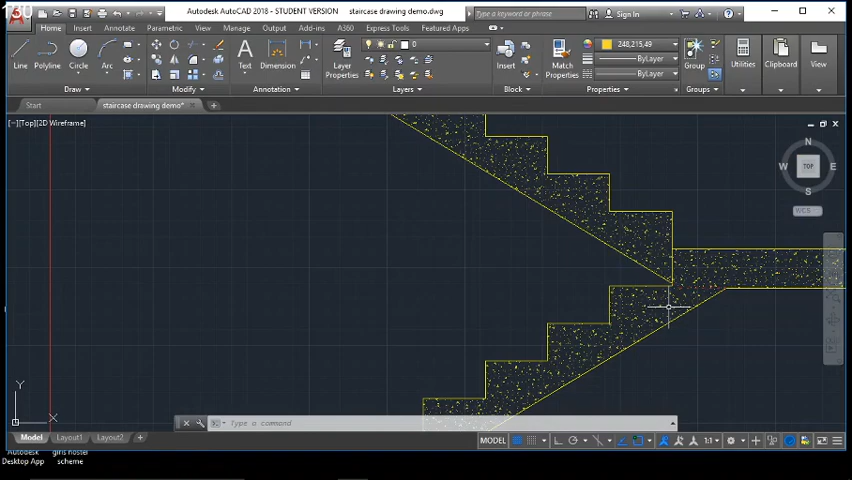 Autodesk AutoCAD 2018 - STUDENT VERSION staircase drawing demo.dwg
Type a keyword or phrase
Sign In
Home Insert Annotate Parametric View Manage Output Add-ins A360 Express Tools Featured Apps
Line Polyline Circle Arc
Text Dimension
Layer Properties
0
Insert
Match Properties
248,215,49
ByLayer
ByLayer
Group
Utilities
Clipboard
View
Draw Modify Annotation Layers Block Properties Groups
Start staircase drawing demo*
[−][Top][2D Wireframe]
N
W TOP E
S
WCS
Y
X
Type a command
Model Layout1 Layout2
MODEL 1:1
Autodesk Desktop App
girls hostel scheme